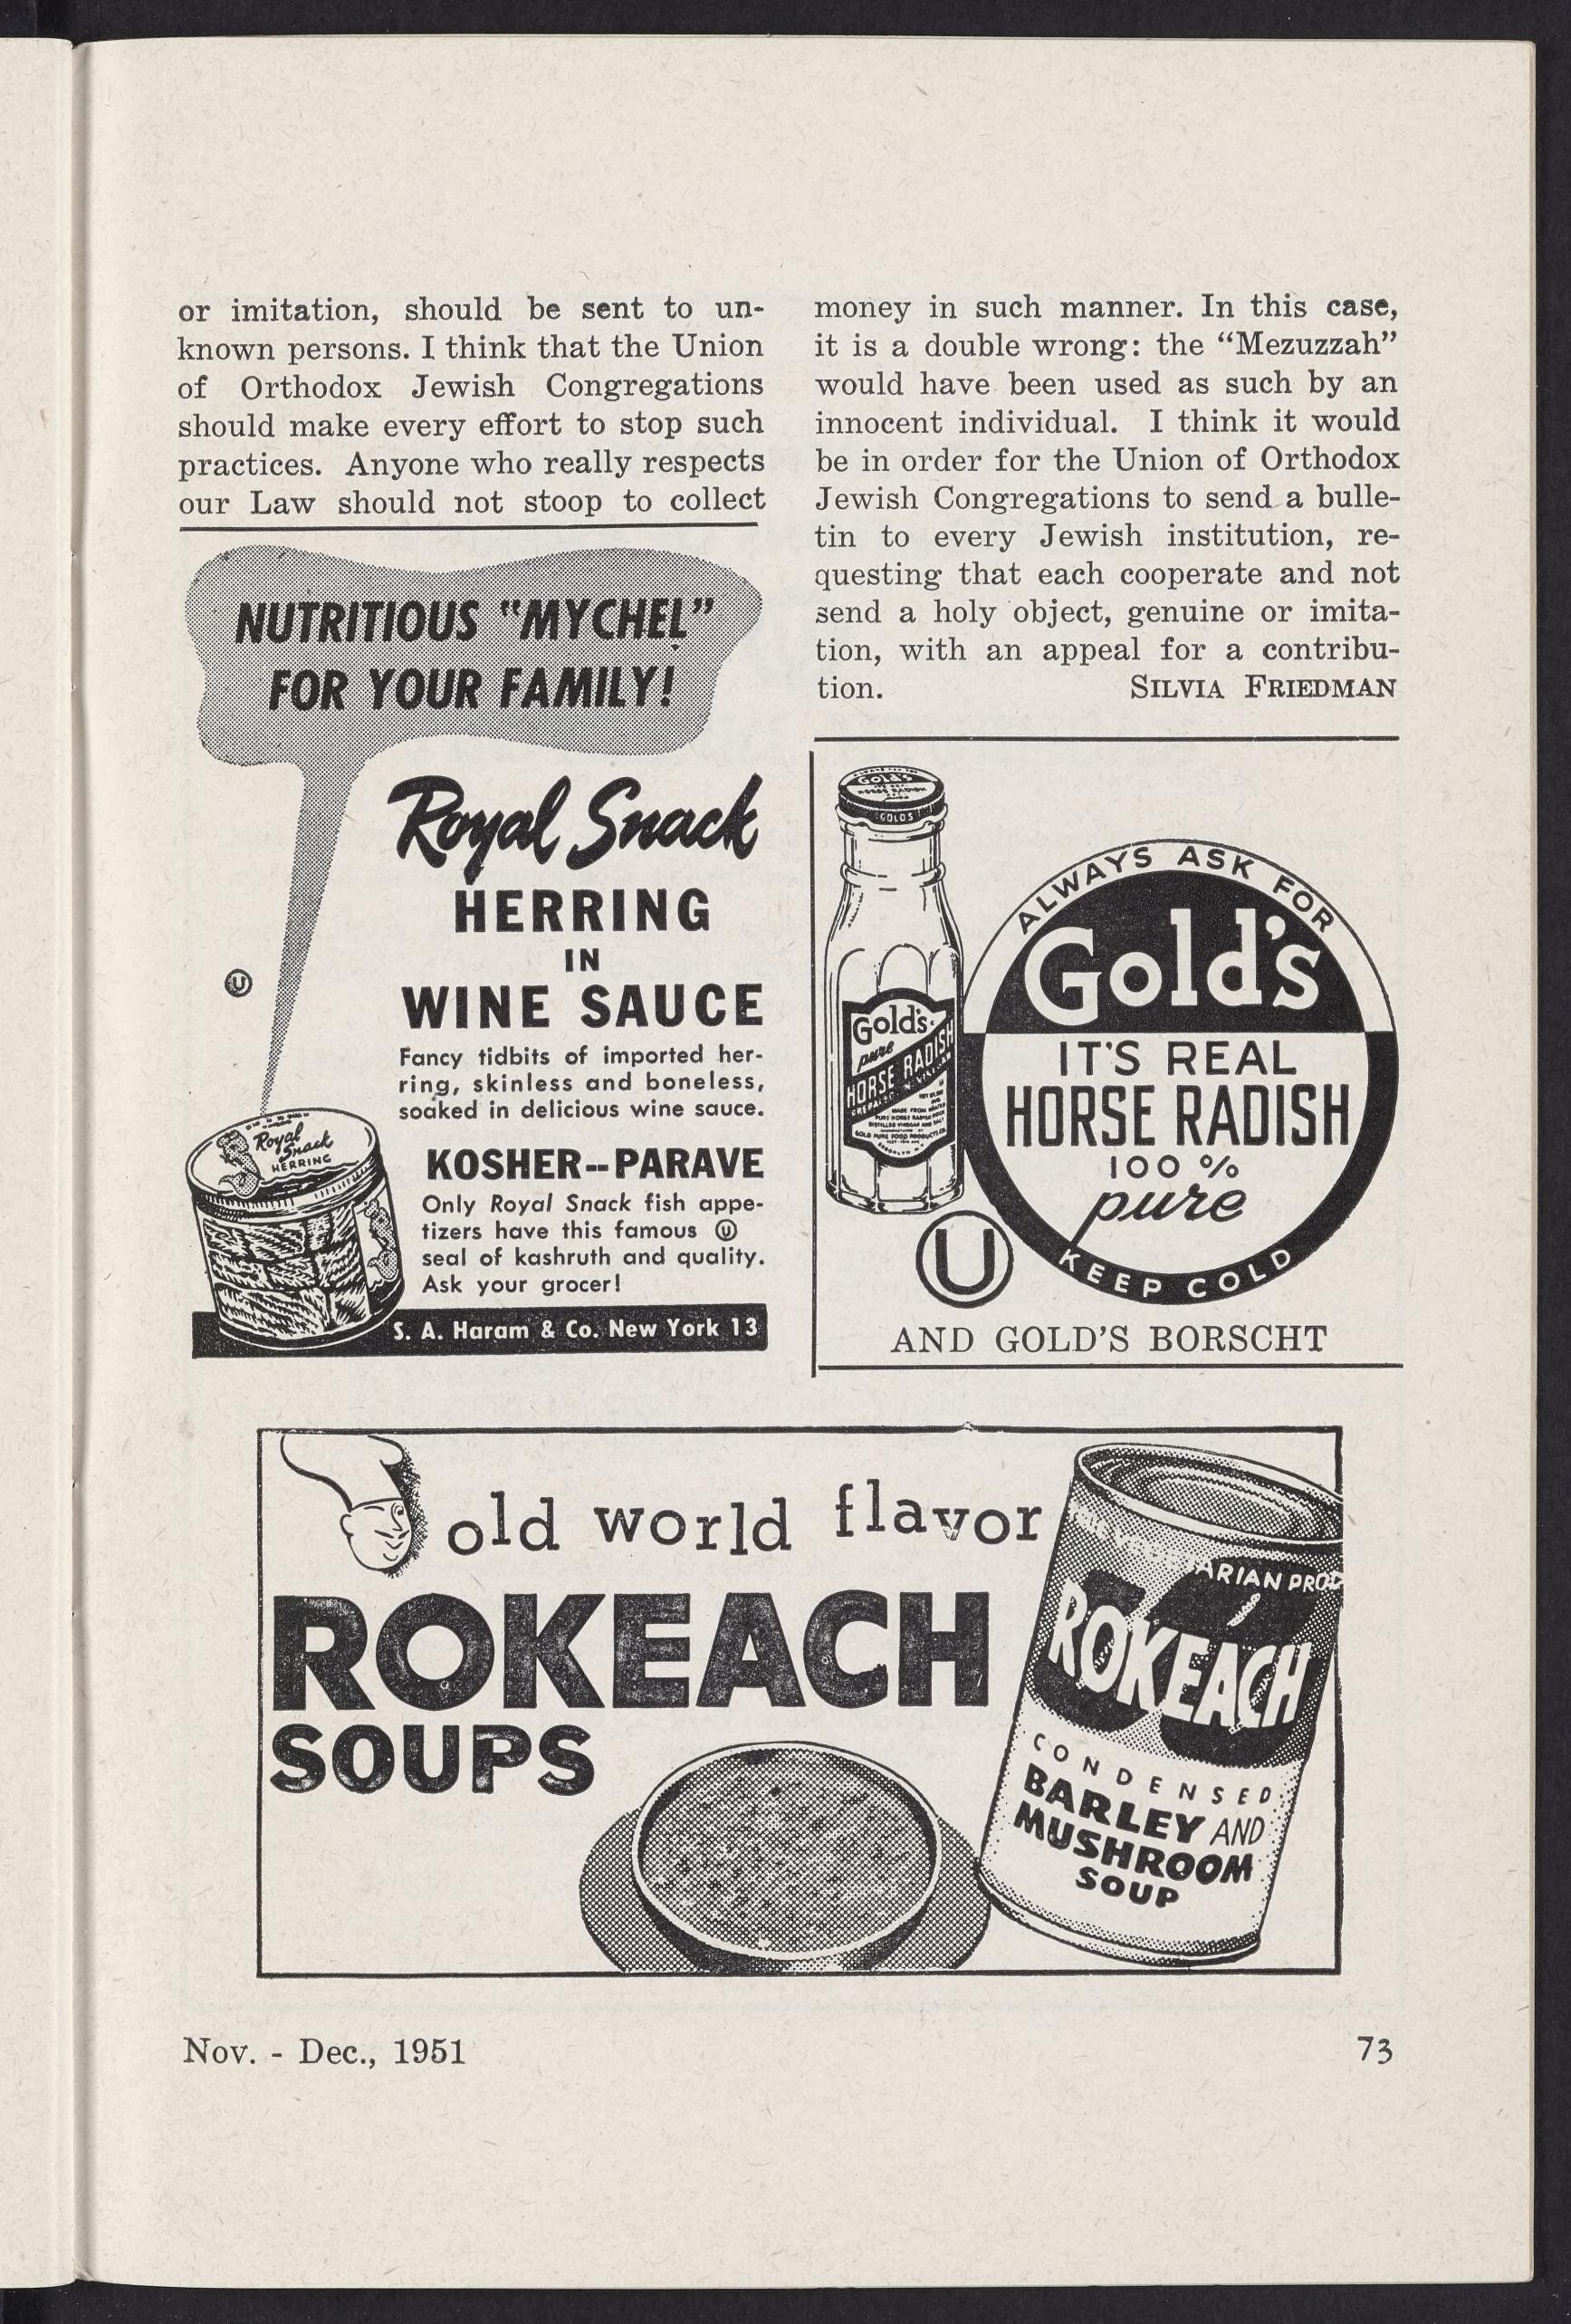 or imitation, should be sent to un-
known persons. I think that the Union
of Orthodox Jewish Congregations
should make every effort to stop such
practices. Anyone who really respects
our Law should not stoop to collect
money in such manner. In this case,
it is a double wrong: the “Mezuzzah”
would have been used as such by an
innocent individual. I think it would
be in order for the Union of Orthodox
Jewish Congregations to send a bulle-
tin to every Jewish institution, re-
questing that each cooperate and not
send a holy object, genuine or imita-
tion, with an appeal for a contribu-
tion. SILVIA FRIEDMAN
NUTRITIOUS “MYCHEL”
FOR YOUR FAMILY!
Royal Snack
HERRING
IN
WINE SAUCE
Ⓤ
Fancy tidbits of imported her-
ring, skinless and boneless,
soaked in delicious wine sauce.
Royal
Snack
HERRING
KOSHER--PARAVE
Only Royal Snack fish appe-
tizers have this famous Ⓤ
seal of kashruth and quality.
Ask your grocer!
S. A. Haram & Co. New York 13
Gold's
GOLDS
Gold's
pure
HORSE RADISH
ALWAYS ASK FOR
Gold's
IT'S REAL
HORSE RADISH
100 %
pure
KEEP COLD
Ⓤ
AND GOLD'S BORSCHT
old world flavor
ROKEACH
SOUPS
ARIAN PROD
ROKEACH
CONDENSED
BARLEY AND
MUSHROOM
SOUP
Nov. - Dec., 1951
73